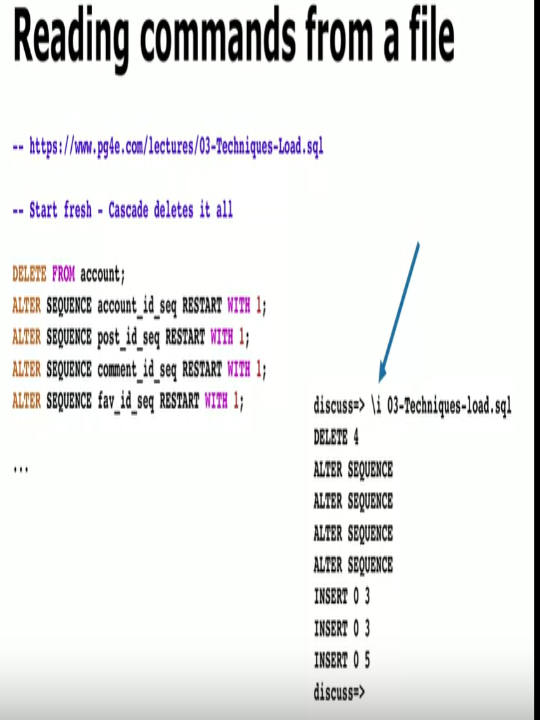 Reading commands from a file
-- https://www.pg4e.com/lectures/03-Techniques-Load.sql
-- Start fresh - Cascade deletes it all
DELETE FROM account;
ALTER SEQUENCE account_id_seq RESTART WITH 1;
ALTER SEQUENCE post_id_seq RESTART WITH 1;
ALTER SEQUENCE comment_id_seq RESTART WITH 1;
ALTER SEQUENCE fav_id_seq RESTART WITH 1;
...
discuss=> \i 03-Techniques-load.sql
DELETE 4
ALTER SEQUENCE
ALTER SEQUENCE
ALTER SEQUENCE
ALTER SEQUENCE
INSERT 0 3
INSERT 0 3
INSERT 0 5
discuss=>